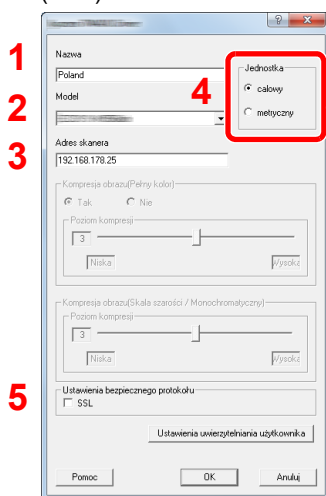 1
Nazwa
Poland
2
Model
3
Adres skanera
192.168.178.25
4
Jednostka
calowy
metryczny
Kompresja obrazu(Pełny kolor)
Tak Nie
Poziom kompresji
3
Niska Wysoka
Kompresja obrazu(Skala szarości / Monochromatyczny)
Poziom kompresji
3
Niska Wysoka
5
Ustawienia bezpiecznego protokołu
SSL
Ustawienia uwierzytelniania użytkownika
Pomoc OK Anuluj